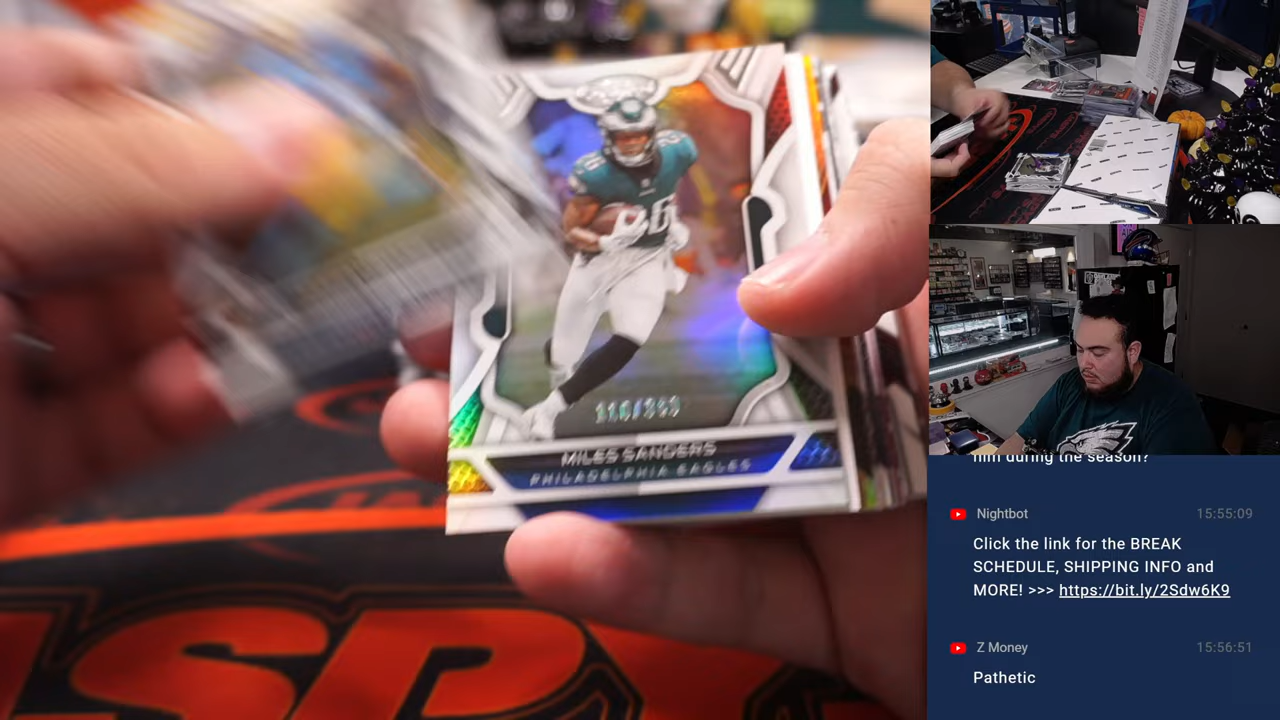 MILES SANDERS
PHILADELPHIA EAGLES
him during the season?
Nightbot 15:55:09
Click the link for the BREAK
SCHEDULE, SHIPPING INFO and
MORE! >>> https://bit.ly/2Sdw6K9
Z Money 15:56:51
Pathetic